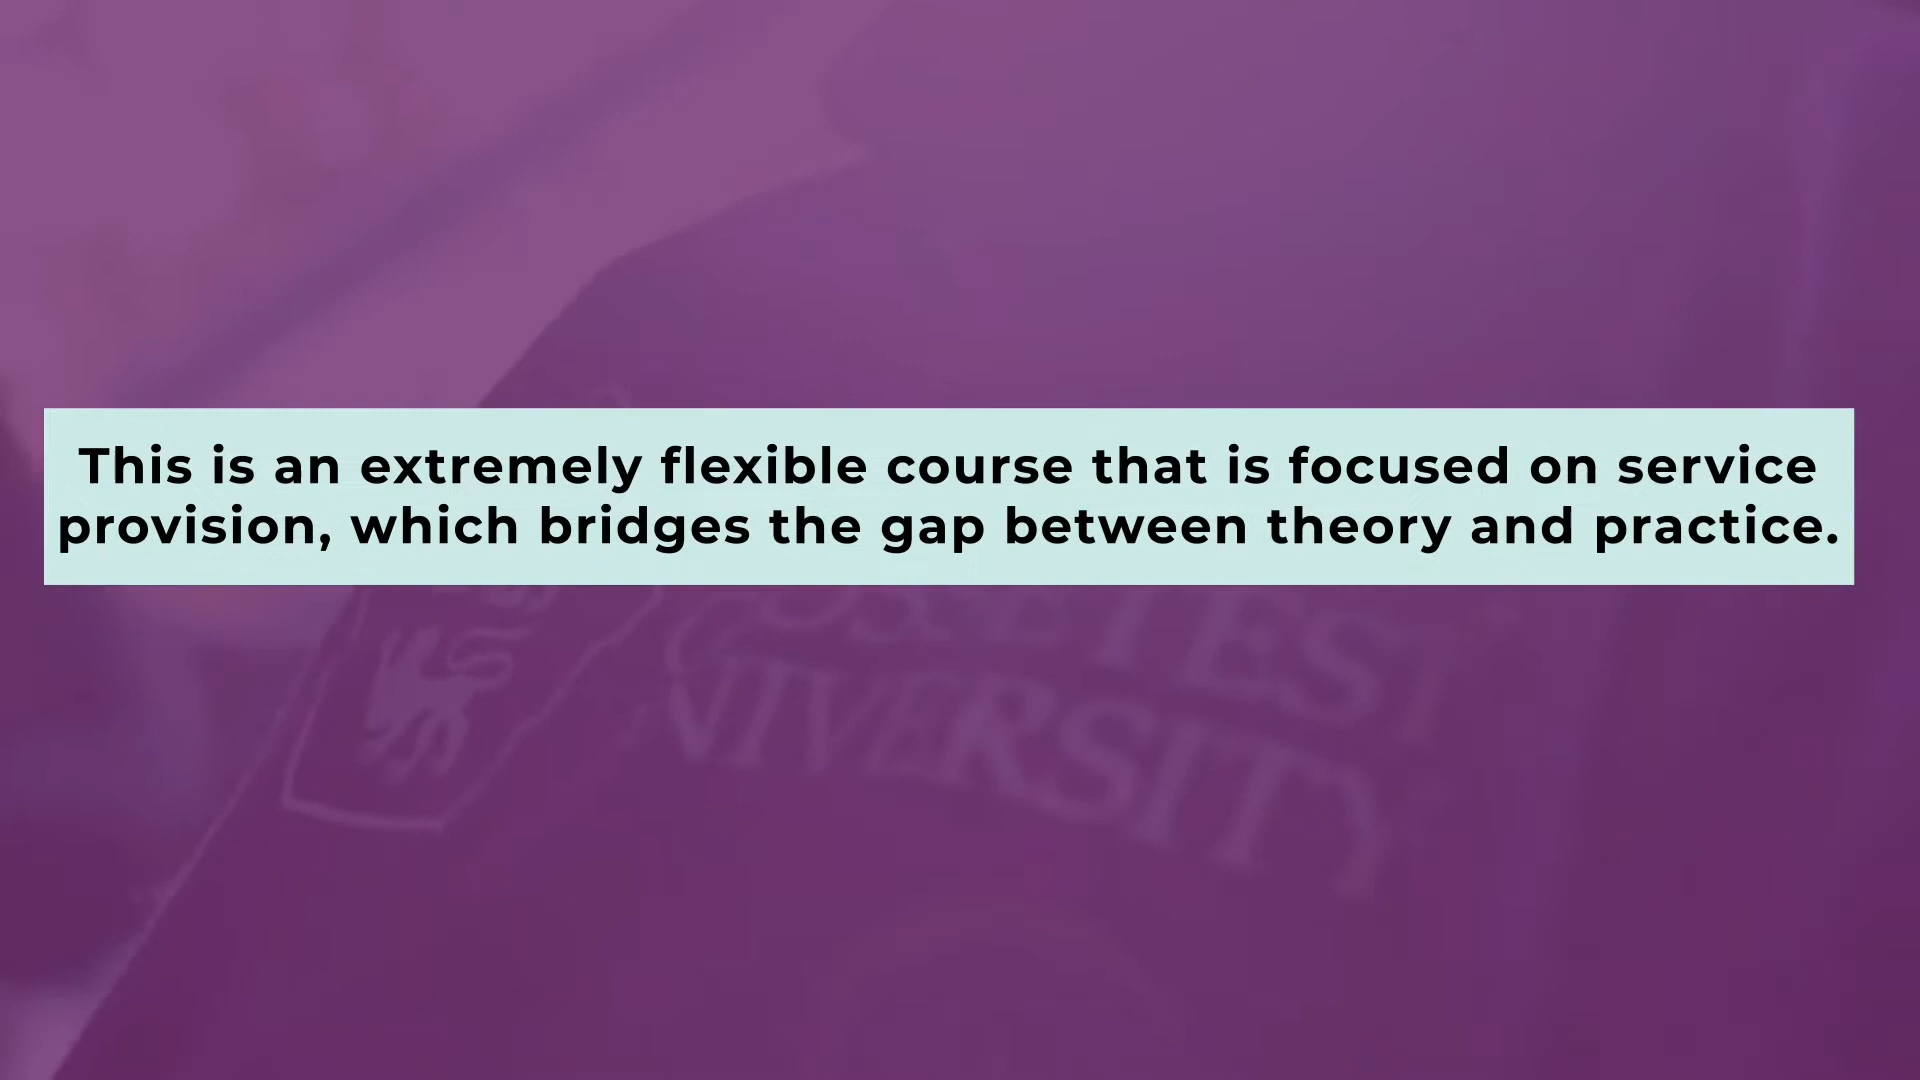 This is an extremely flexible course that is focused on service
provision, which bridges the gap between theory and practice.
NIVERSITY